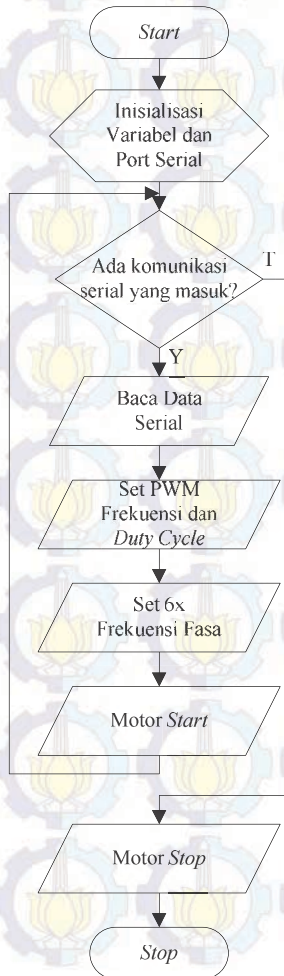 Start
Inisialisasi
Variabel dan
Port Serial
Ada komunikasi
serial yang masuk?
T
Y
Baca Data
Serial
Set PWM
Frekuensi dan
Duty Cycle
Set 6x
Frekuensi Fasa
Motor Start
Motor Stop
Stop